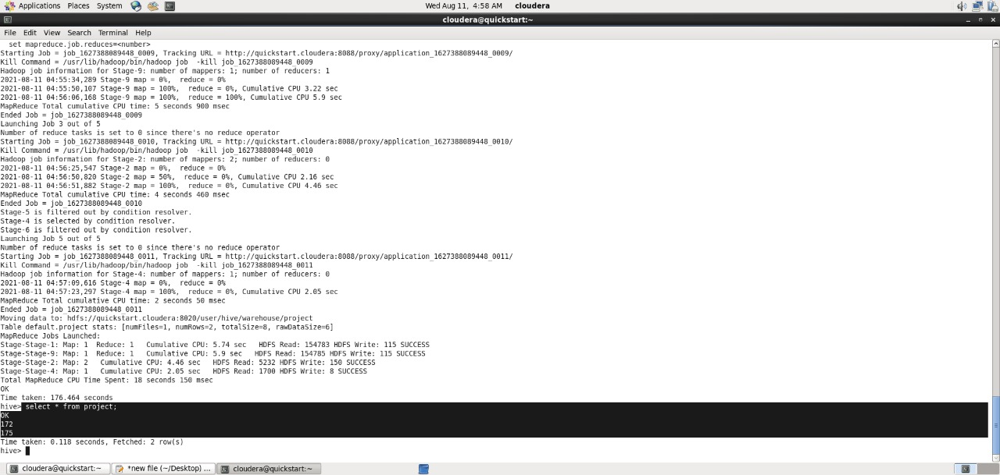 Applications Places System Wed Aug 11, 4:58 AM cloudera
cloudera@quickstart:~
File Edit View Search Terminal Help
  set mapreduce.job.reduces=<number>
Starting Job = job_1627388089448_0009, Tracking URL = http://quickstart.cloudera:8088/proxy/application_1627388089448_0009/
Kill Command = /usr/lib/hadoop/bin/hadoop job  -kill job_1627388089448_0009
Hadoop job information for Stage-9: number of mappers: 1; number of reducers: 1
2021-08-11 04:55:34,289 Stage-9 map = 0%,  reduce = 0%
2021-08-11 04:55:50,107 Stage-9 map = 100%,  reduce = 0%, Cumulative CPU 3.22 sec
2021-08-11 04:56:06,168 Stage-9 map = 100%,  reduce = 100%, Cumulative CPU 5.9 sec
MapReduce Total cumulative CPU time: 5 seconds 900 msec
Ended Job = job_1627388089448_0009
Launching Job 3 out of 5
Number of reduce tasks is set to 0 since there's no reduce operator
Starting Job = job_1627388089448_0010, Tracking URL = http://quickstart.cloudera:8088/proxy/application_1627388089448_0010/
Kill Command = /usr/lib/hadoop/bin/hadoop job  -kill job_1627388089448_0010
Hadoop job information for Stage-2: number of mappers: 2; number of reducers: 0
2021-08-11 04:56:25,547 Stage-2 map = 0%,  reduce = 0%
2021-08-11 04:56:50,820 Stage-2 map = 50%,  reduce = 0%, Cumulative CPU 2.16 sec
2021-08-11 04:56:51,882 Stage-2 map = 100%,  reduce = 0%, Cumulative CPU 4.46 sec
MapReduce Total cumulative CPU time: 4 seconds 460 msec
Ended Job = job_1627388089448_0010
Stage-5 is filtered out by condition resolver.
Stage-4 is selected by condition resolver.
Stage-6 is filtered out by condition resolver.
Launching Job 5 out of 5
Number of reduce tasks is set to 0 since there's no reduce operator
Starting Job = job_1627388089448_0011, Tracking URL = http://quickstart.cloudera:8088/proxy/application_1627388089448_0011/
Kill Command = /usr/lib/hadoop/bin/hadoop job  -kill job_1627388089448_0011
Hadoop job information for Stage-4: number of mappers: 1; number of reducers: 0
2021-08-11 04:57:09,616 Stage-4 map = 0%,  reduce = 0%
2021-08-11 04:57:23,297 Stage-4 map = 100%,  reduce = 0%, Cumulative CPU 2.05 sec
MapReduce Total cumulative CPU time: 2 seconds 50 msec
Ended Job = job_1627388089448_0011
Moving data to: hdfs://quickstart.cloudera:8020/user/hive/warehouse/project
Table default.project stats: [numFiles=1, numRows=2, totalSize=8, rawDataSize=6]
MapReduce Jobs Launched:
Stage-Stage-1: Map: 1  Reduce: 1   Cumulative CPU: 5.74 sec   HDFS Read: 154783 HDFS Write: 115 SUCCESS
Stage-Stage-9: Map: 1  Reduce: 1   Cumulative CPU: 5.9 sec   HDFS Read: 154785 HDFS Write: 115 SUCCESS
Stage-Stage-2: Map: 2   Cumulative CPU: 4.46 sec   HDFS Read: 5232 HDFS Write: 150 SUCCESS
Stage-Stage-4: Map: 1   Cumulative CPU: 2.05 sec   HDFS Read: 1700 HDFS Write: 8 SUCCESS
Total MapReduce CPU Time Spent: 18 seconds 150 msec
OK
Time taken: 176.464 seconds
hive> select * from project;
OK
172
175
Time taken: 0.118 seconds, Fetched: 2 row(s)
hive>
cloudera@quickstart:~ *new file (~/Desktop) ... cloudera@quickstart:~